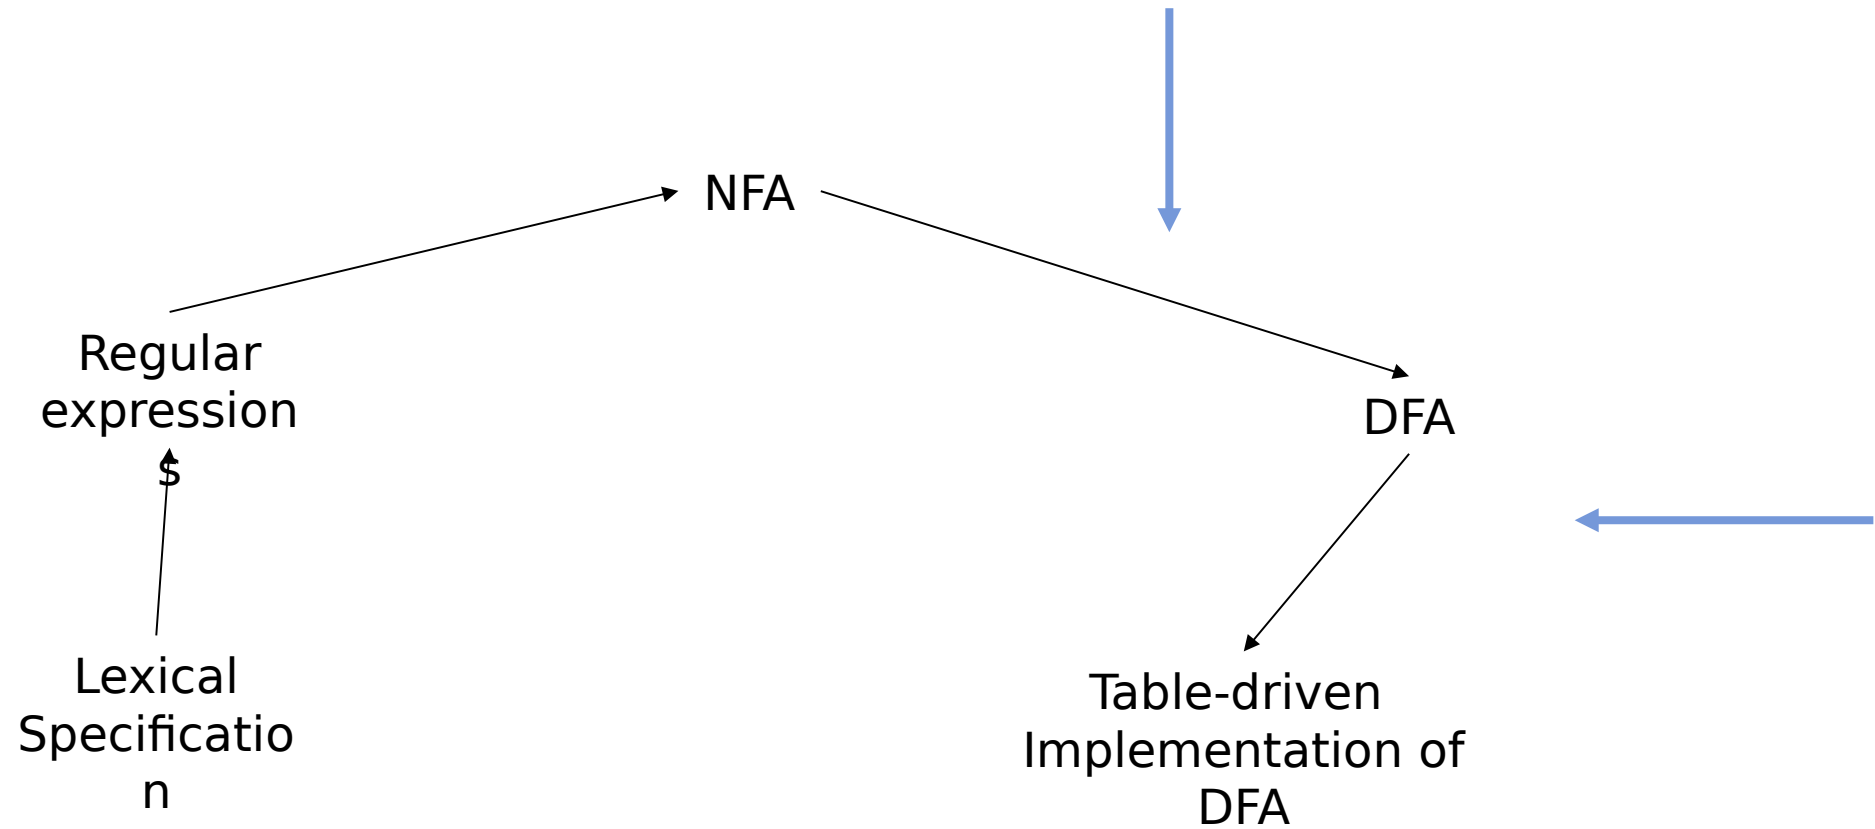 NFA
Regular
expression
s
DFA
Lexical
Specificatio
n
Table-driven
Implementation of
DFA